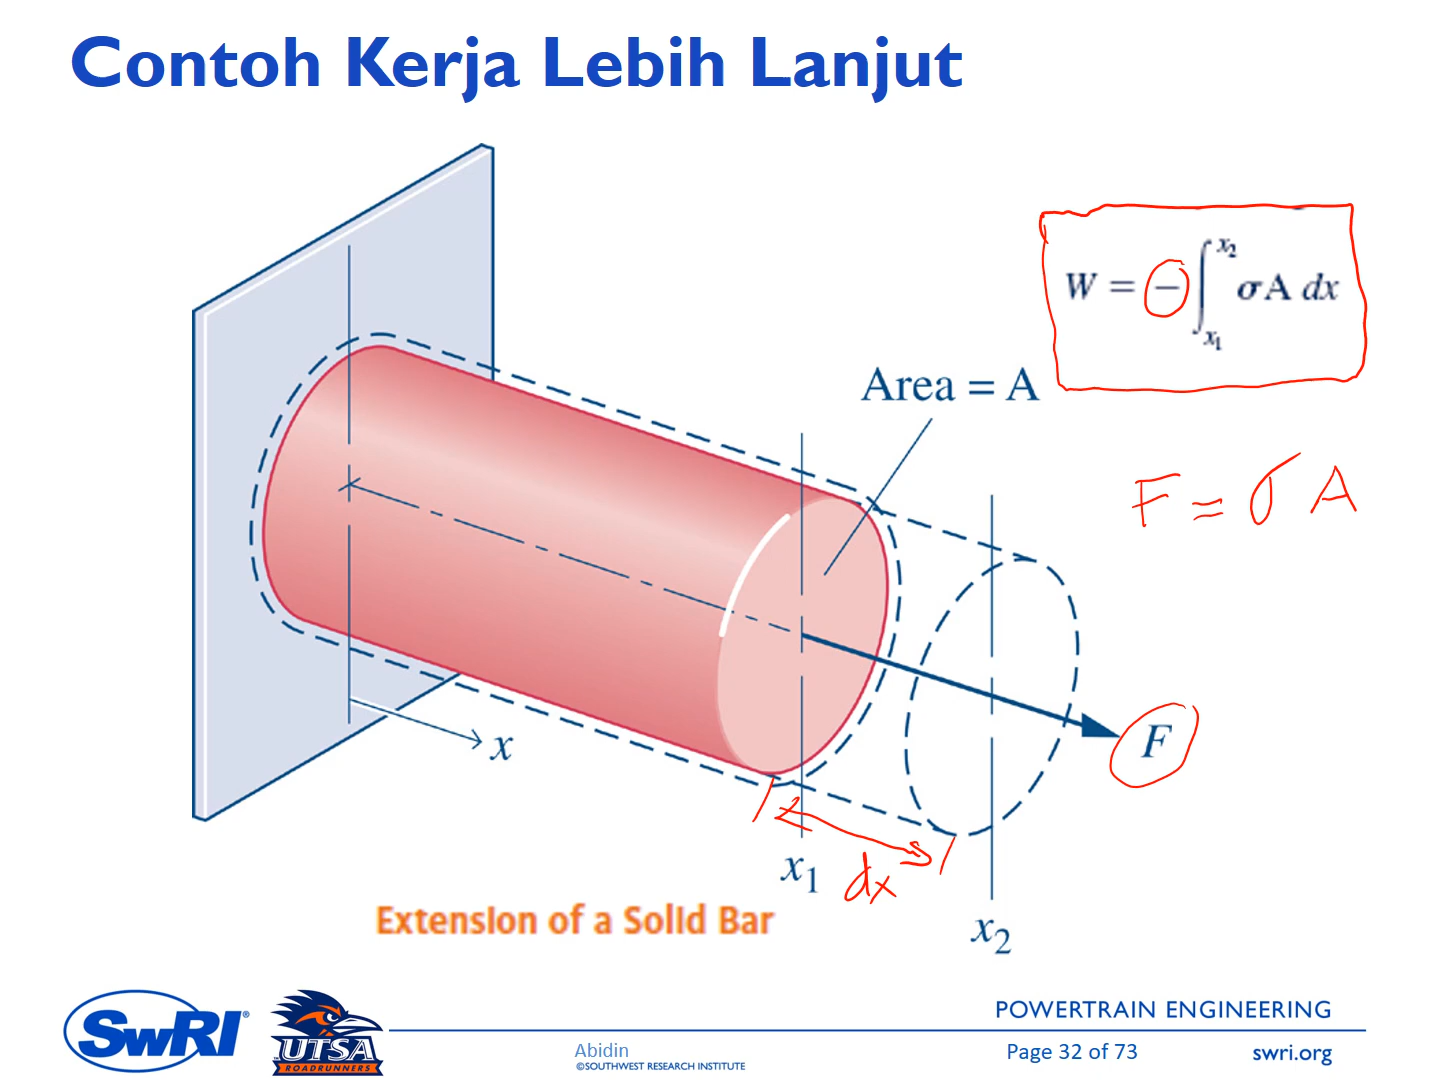 Contoh Kerja Lebih Lanjut
W = − ∫ x₁ x₂ σA dx
Area = A
F = σ A
x
F
x₁
dx
x₂
Extension of a Solid Bar
SwRI®
UTSA
ROADRUNNERS
Abidin
©SOUTHWEST RESEARCH INSTITUTE
POWERTRAIN ENGINEERING
Page 32 of 73
swri.org